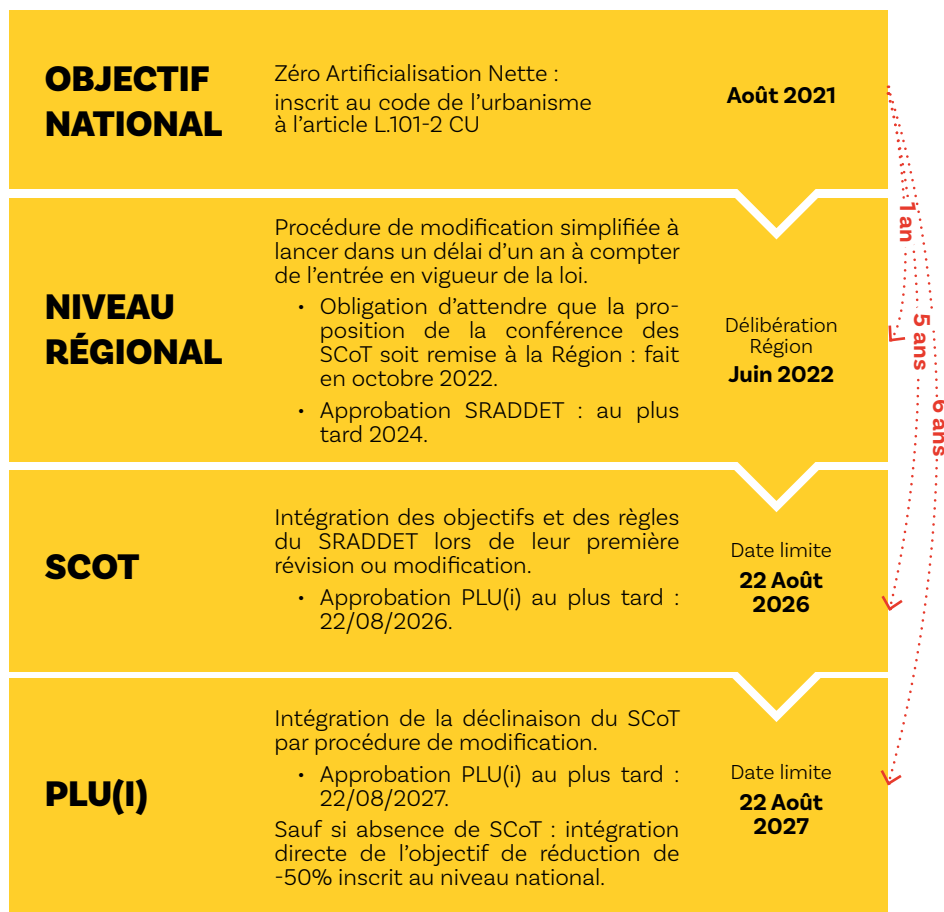 OBJECTIF
NATIONAL
Zéro Artificialisation Nette :
inscrit au code de l'urbanisme
à l'article L.101-2 CU
Août 2021
NIVEAU
RÉGIONAL
Procédure de modification simplifiée à
lancer dans un délai d'un an à compter
de l'entrée en vigueur de la loi.
• Obligation d'attendre que la pro-
position de la conférence des
SCoT soit remise à la Région : fait
en octobre 2022.
• Approbation SRADDET : au plus
tard 2024.
Délibération
Région
Juin 2022
SCOT
Intégration des objectifs et des règles
du SRADDET lors de leur première
révision ou modification.
• Approbation PLU(i) au plus tard :
22/08/2026.
Date limite
22 Août
2026
PLU(I)
Intégration de la déclinaison du SCoT
par procédure de modification.
• Approbation PLU(i) au plus tard :
22/08/2027.
Sauf si absence de SCoT : intégration
directe de l'objectif de réduction de
-50% inscrit au niveau national.
Date limite
22 Août
2027
1 an
5 ans
6 ans